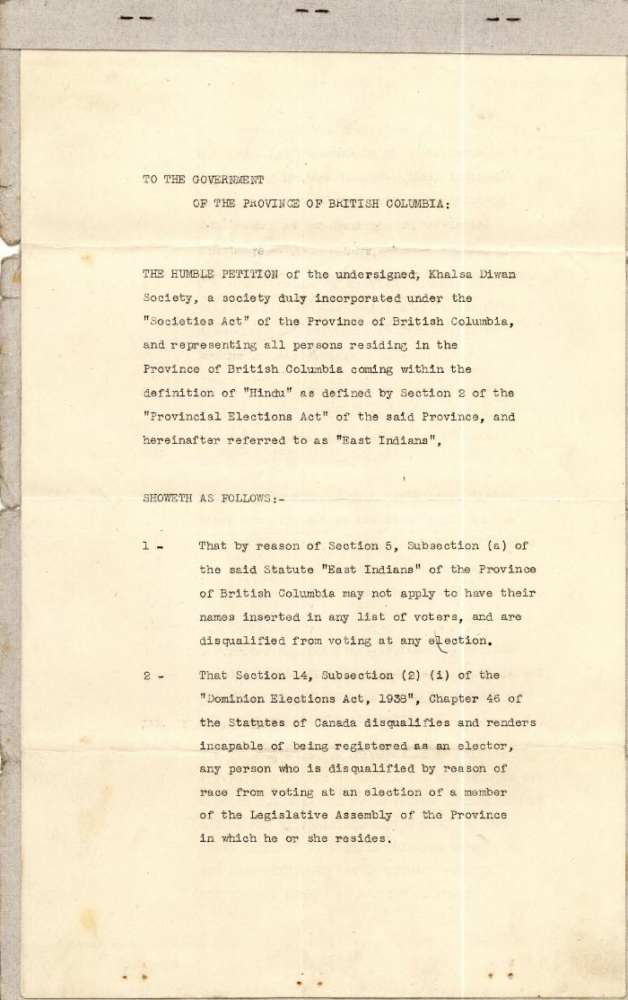 TO THE GOVERNMENT
OF THE PROVINCE OF BRITISH COLUMBIA:
THE HUMBLE PETITION of the undersigned, Khalsa Diwan
Society, a society duly incorporated under the
"Societies Act" of the Province of British Columbia,
and representing all persons residing in the
Province of British Columbia coming within the
definition of "Hindu" as defined by Section 2 of the
"Provincial Elections Act" of the said Province, and
hereinafter referred to as "East Indians",
SHOWETH AS FOLLOWS:-
1 - That by reason of Section 5, Subsection (a) of
the said Statute "East Indians" of the Province
of British Columbia may not apply to have their
names inserted in any list of voters, and are
disqualified from voting at any election.
2 - That Section 14, Subsection (2) (i) of the
"Dominion Elections Act, 1938", Chapter 46 of
the Statutes of Canada disqualifies and renders
incapable of being registered as an elector,
any person who is disqualified by reason of
race from voting at an election of a member
of the Legislative Assembly of the Province
in which he or she resides.